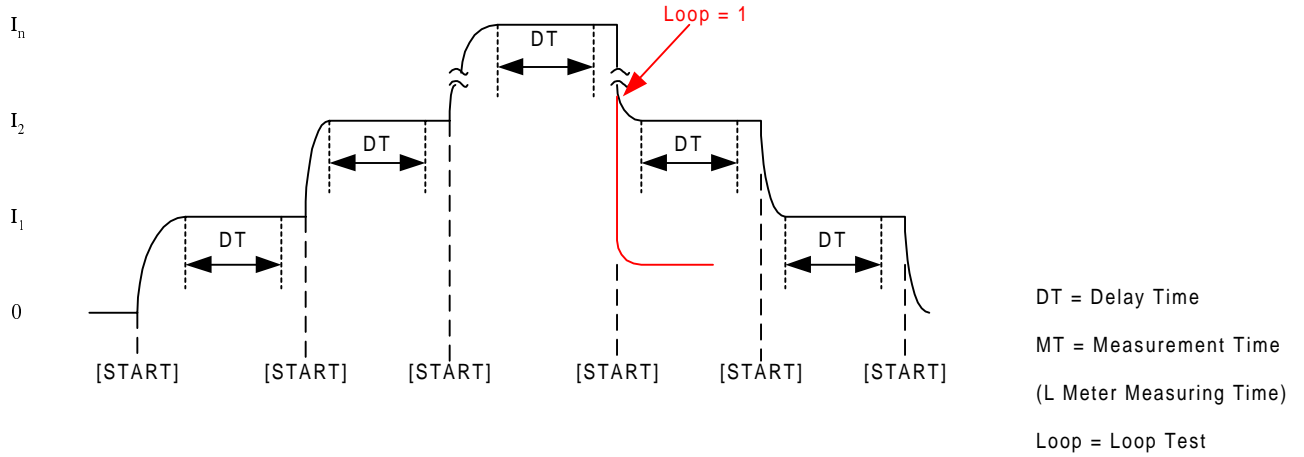 Loop = 1
Iₙ
DT
I₂
DT
DT
I₁
DT
DT
0
[START] [START] [START] [START] [START] [START]
DT = Delay Time
MT = Measurement Time
(L Meter Measuring Time)
Loop = Loop Test